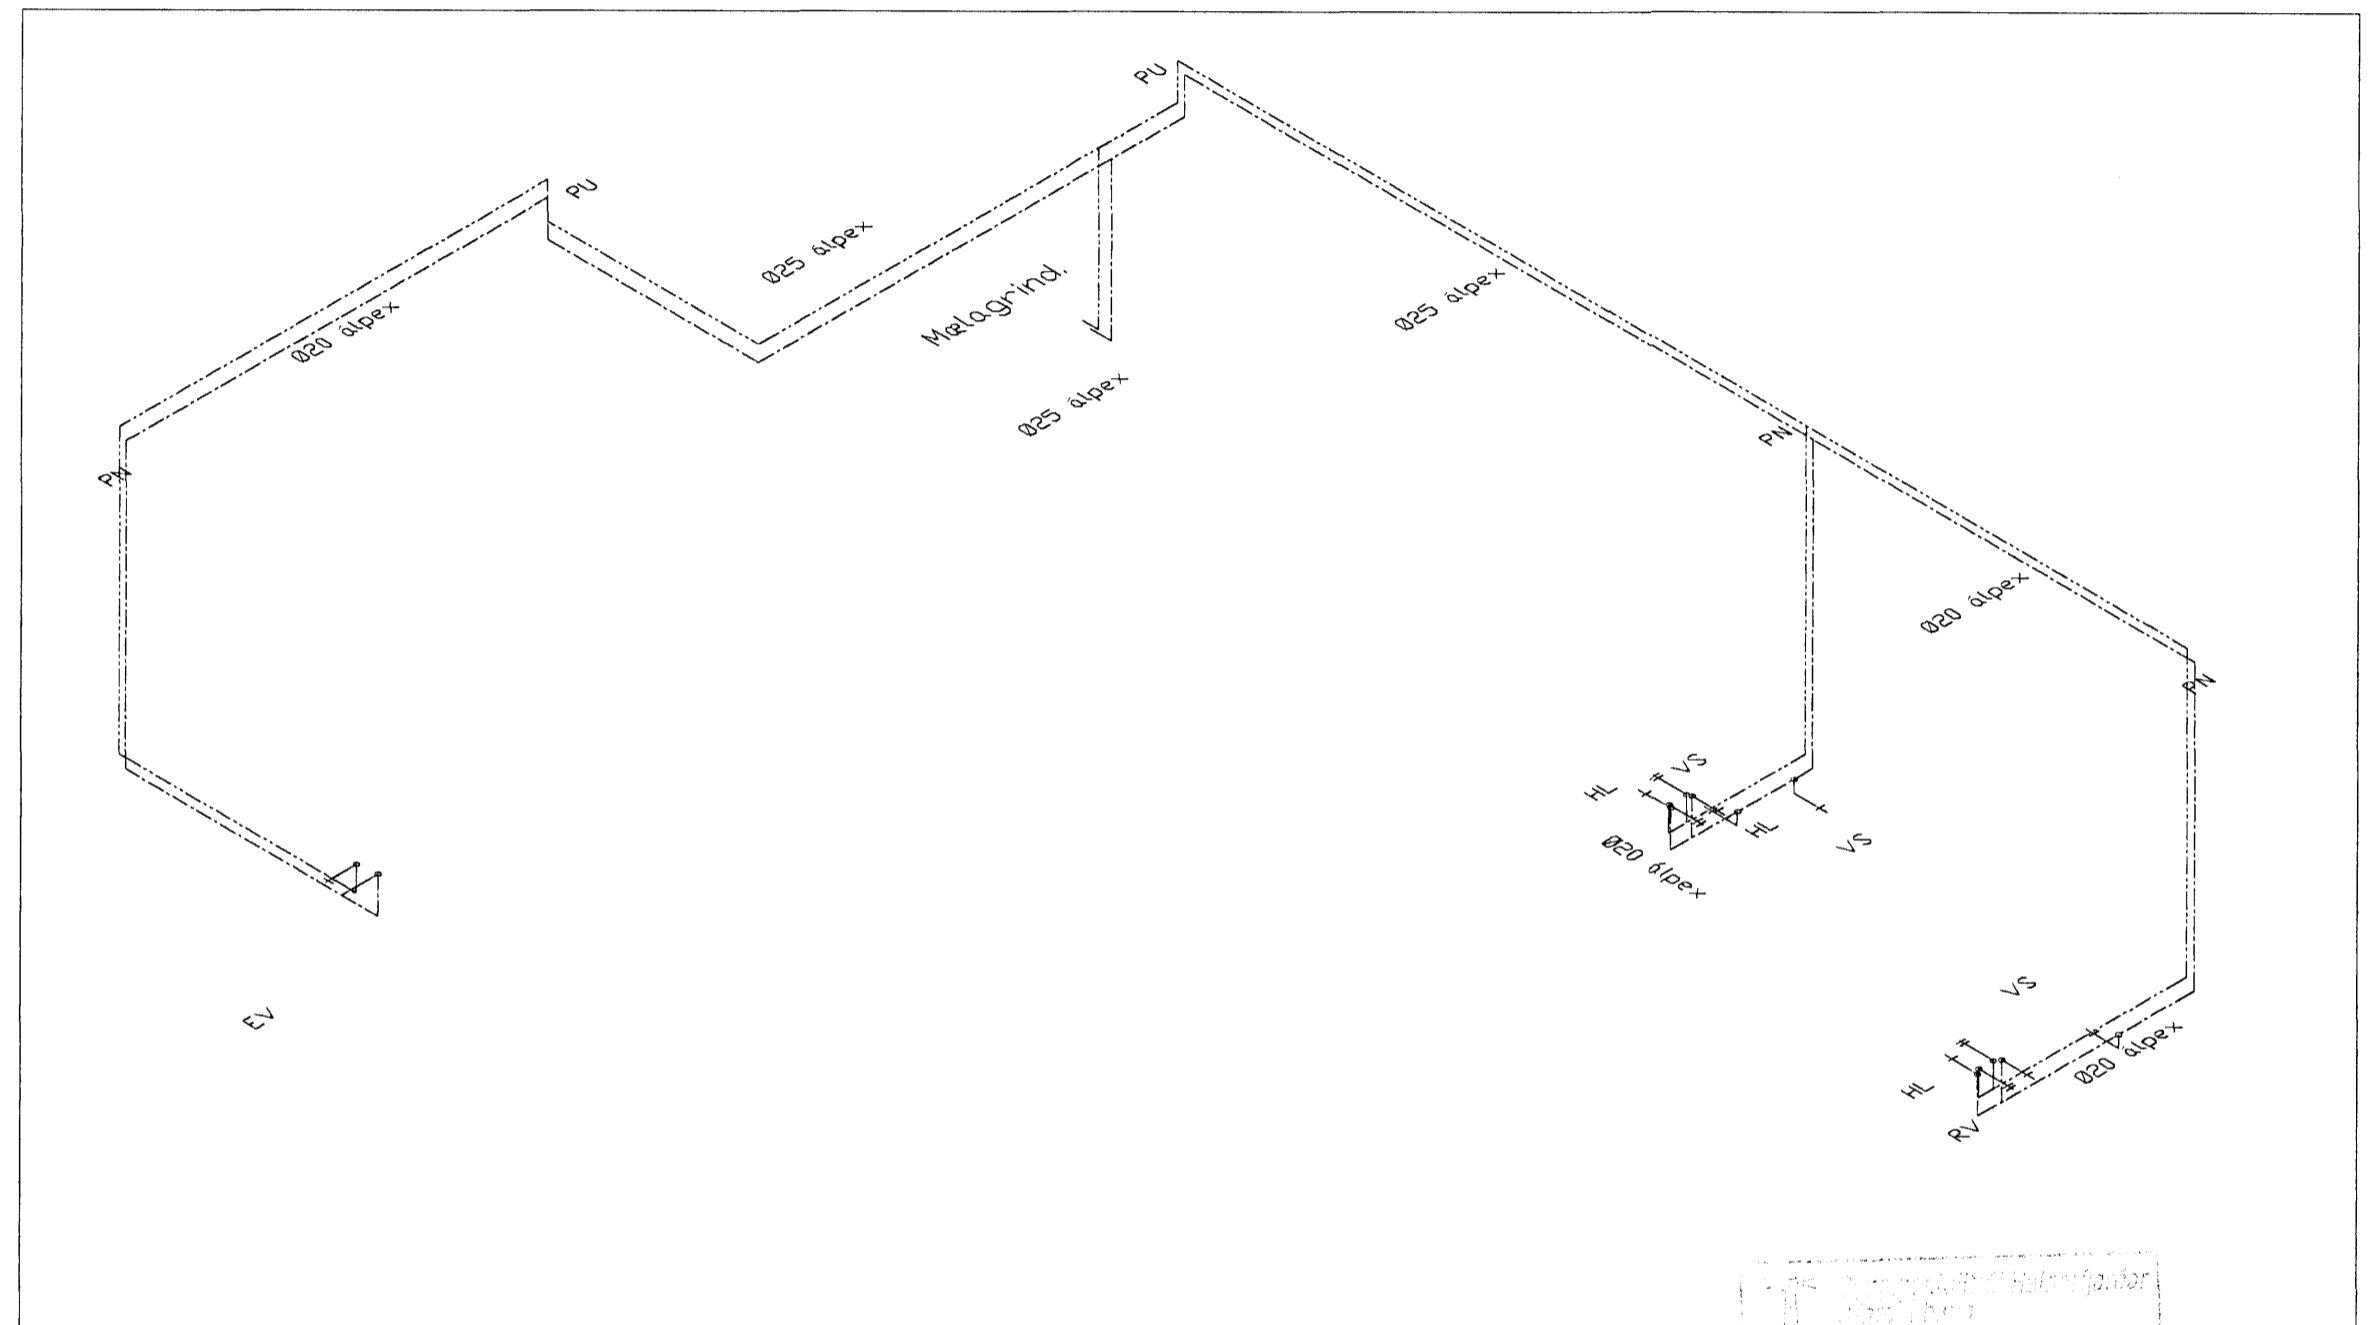 PU
PU
Ø25 álpex
Mælagrind.
Ø25 álpex
Ø20 álpex
Ø25 álpex
PN
PN
Ø20 álpex
PN
VS
HL
HL
VS
Ø20 álpex
VS
EV
Ø20 álpex
HL
RV